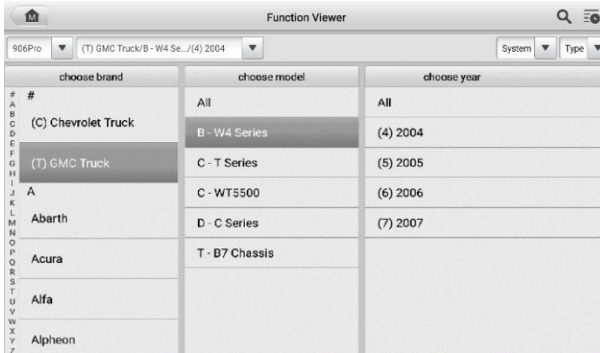 M
Function Viewer
906Pro
(T) GMC Truck/B - W4 Se.../(4) 2004
System
Type
choose brand
choose model
choose year
#
A
B
C
D
E
F
G
H
I
J
K
L
M
N
O
P
Q
R
S
T
U
V
W
X
Y
Z
#
(C) Chevrolet Truck
(T) GMC Truck
A
Abarth
Acura
Alfa
Alpheon
All
B - W4 Series
C - T Series
C - WT5500
D - C Series
T - B7 Chassis
All
(4) 2004
(5) 2005
(6) 2006
(7) 2007